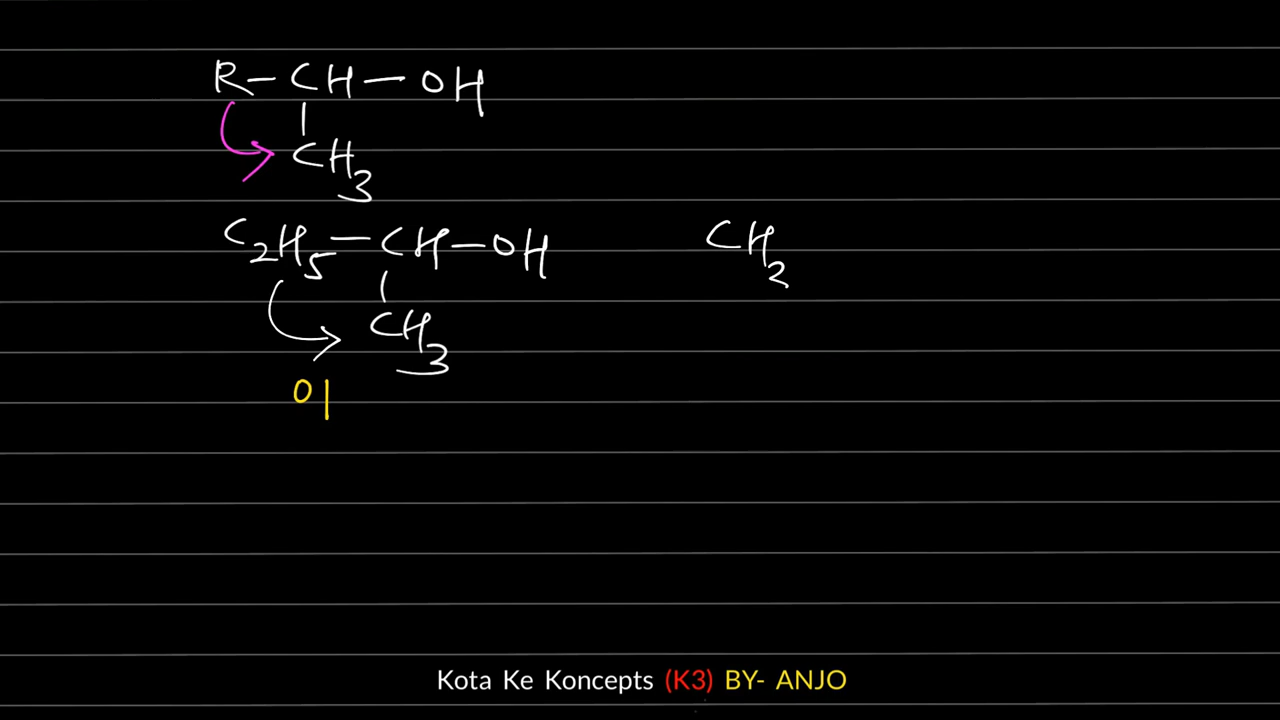 R-CH-OH
|
CH3
C2H5-CH-OH CH2
|
CH3
01
Kota Ke Koncepts (K3) BY- ANJO